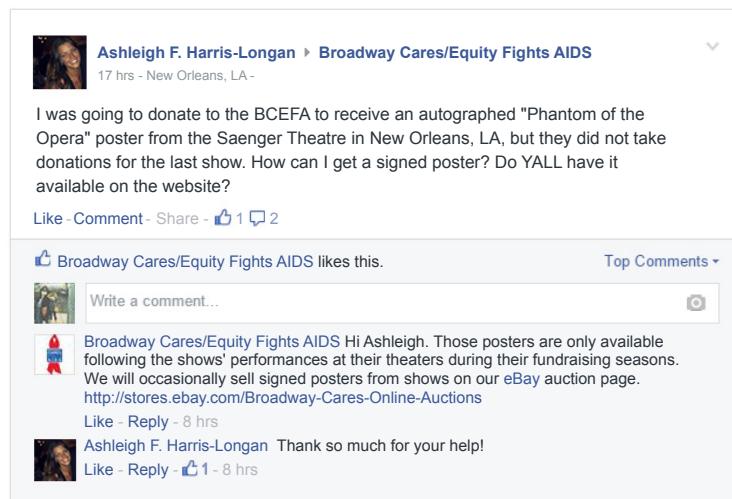 Ashleigh F. Harris-Longan ▸ Broadway Cares/Equity Fights AIDS
17 hrs - New Orleans, LA -
I was going to donate to the BCEFA to receive an autographed "Phantom of the
Opera" poster from the Saenger Theatre in New Orleans, LA, but they did not take
donations for the last show. How can I get a signed poster? Do YALL have it
available on the website?
Like - Comment - Share - 1 2
Broadway Cares/Equity Fights AIDS likes this.
Top Comments
Write a comment...
Broadway Cares/Equity Fights AIDS Hi Ashleigh. Those posters are only available
following the shows' performances at their theaters during their fundraising seasons.
We will occasionally sell signed posters from shows on our eBay auction page.
http://stores.ebay.com/Broadway-Cares-Online-Auctions
Like - Reply - 8 hrs
Ashleigh F. Harris-Longan Thank so much for your help!
Like - Reply - 1 - 8 hrs